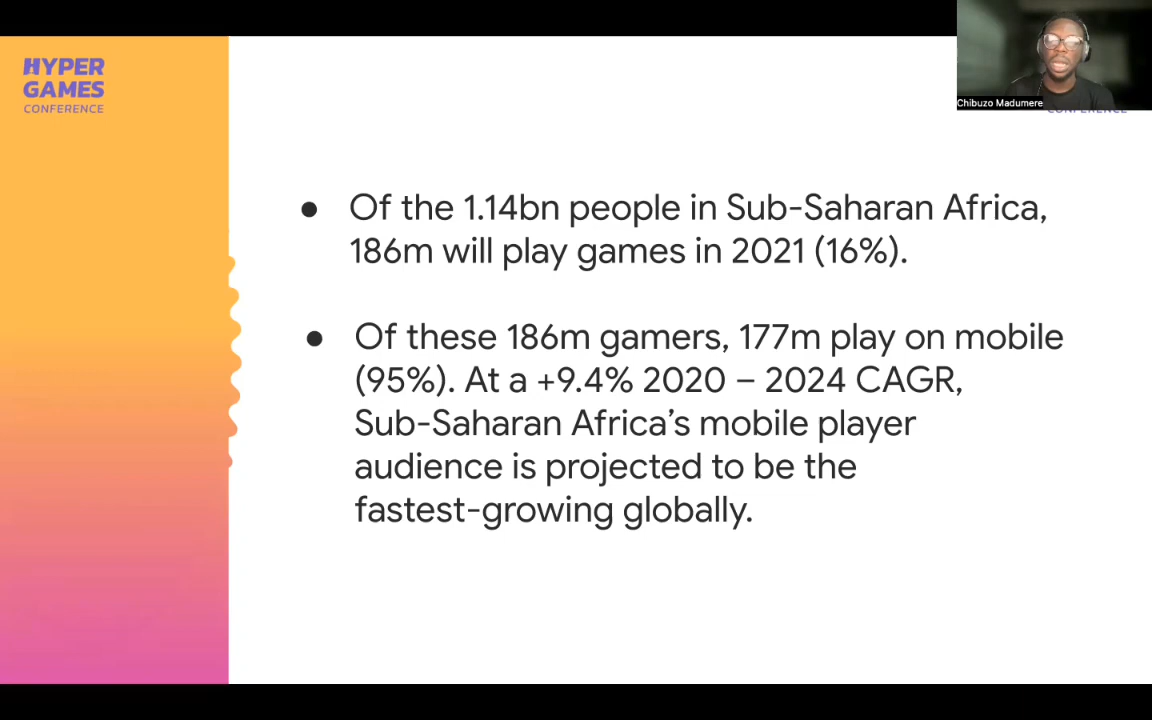 HYPER
GAMES
CONFERENCE
Chibuzo Madumere
CONFERENCE
● Of the 1.14bn people in Sub-Saharan Africa,
186m will play games in 2021 (16%).
● Of these 186m gamers, 177m play on mobile
(95%). At a +9.4% 2020 – 2024 CAGR,
Sub-Saharan Africa’s mobile player
audience is projected to be the
fastest-growing globally.